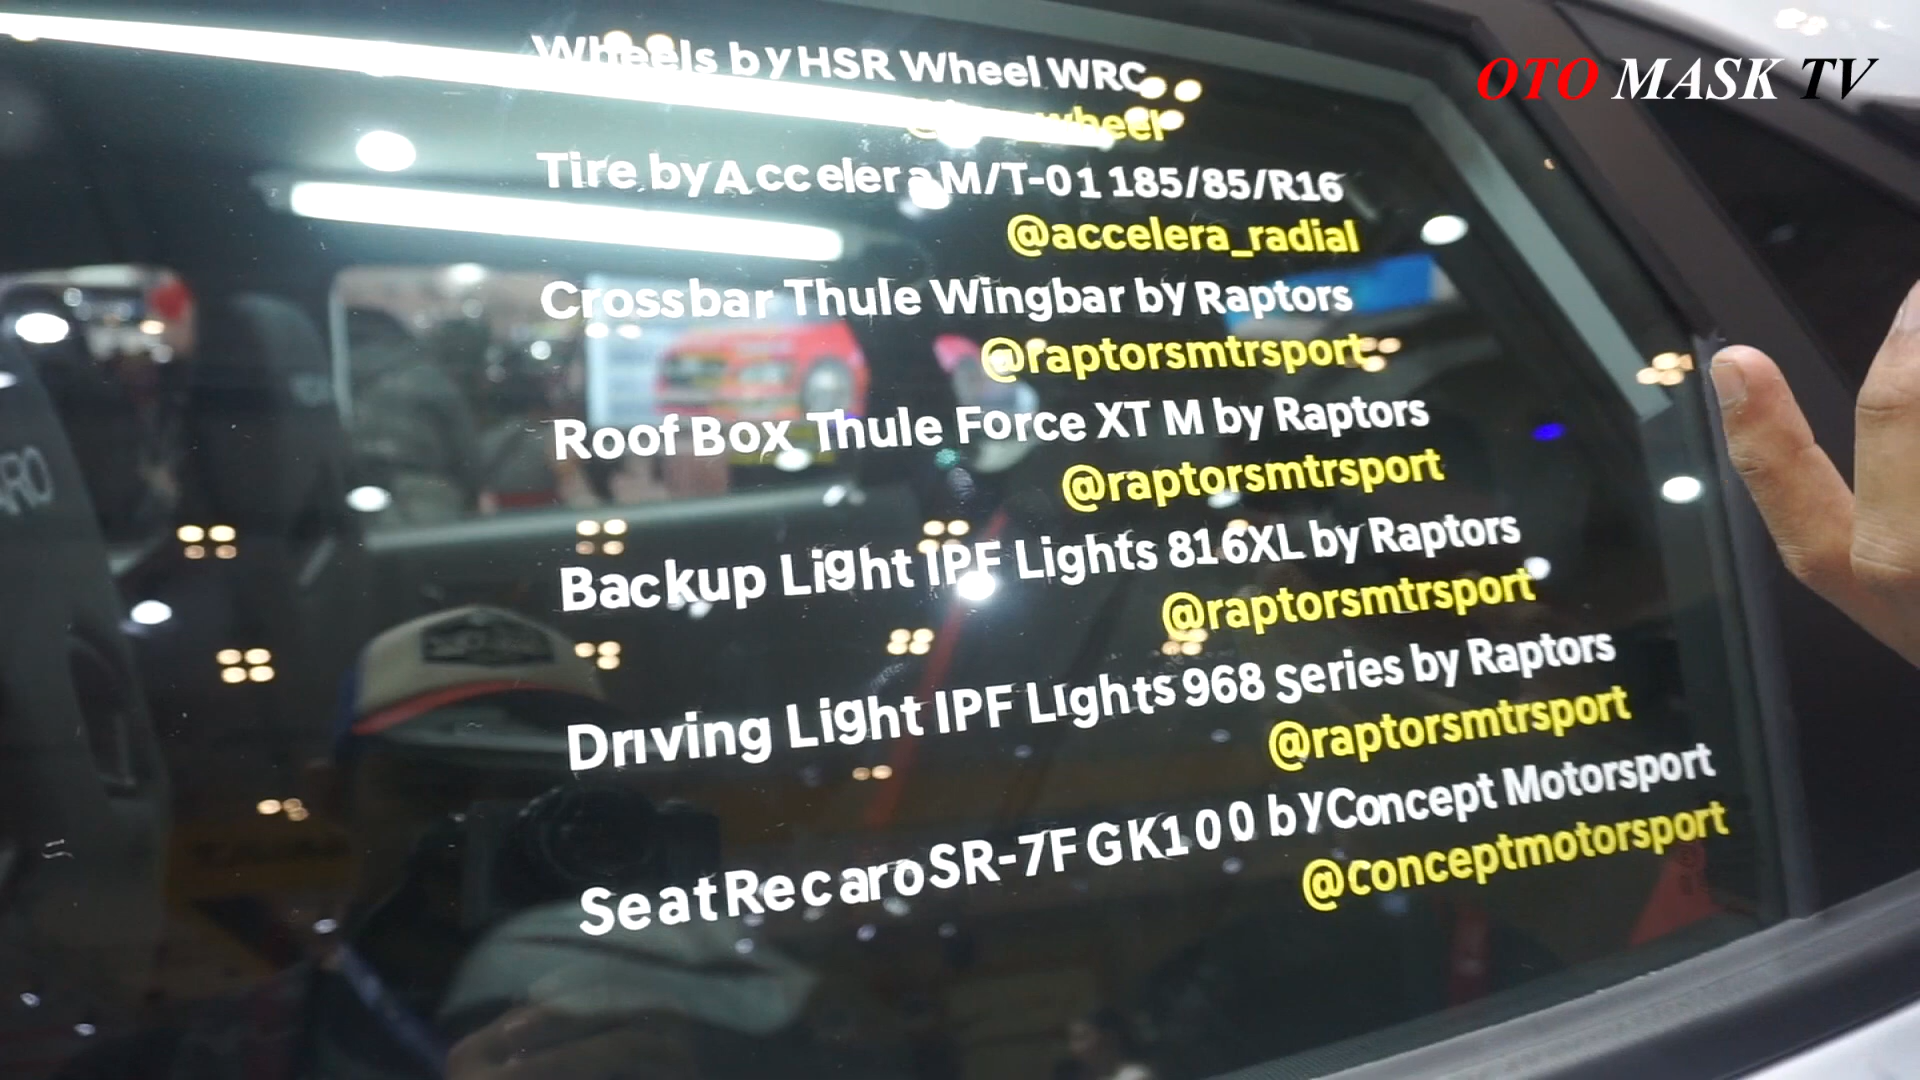 OTO MASK TV
Wheels by HSR Wheel WRC
Tire by Accelera M/T-01 185/85/R16
@accelera_radial
Crossbar Thule Wingbar by Raptors
@raptorsmtrsport
Roof Box Thule Force XT M by Raptors
@raptorsmtrsport
Backup Light IPF Lights 816XL by Raptors
@raptorsmtrsport
Driving Light IPF Lights 968 series by Raptors
@raptorsmtrsport
Seat Recaro SR-7F GK100 by Concept Motorsport
@conceptmotorsport